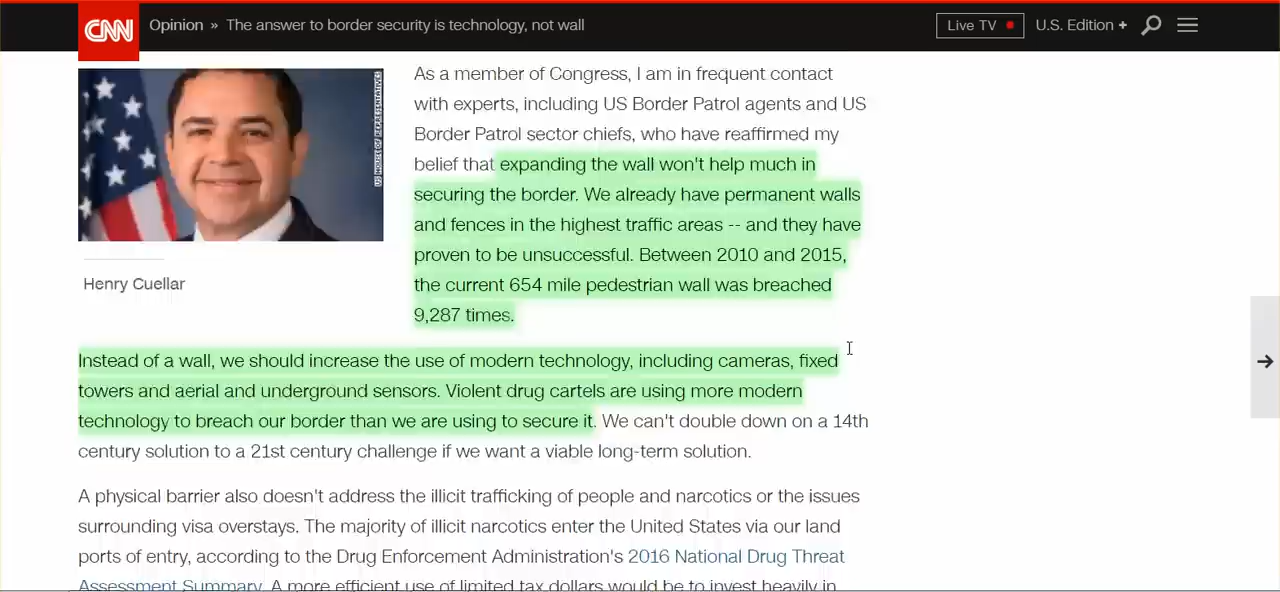 CNN
Opinion » The answer to border security is technology, not wall
Live TV
U.S. Edition +
US HOUSE OF REPRESENTATIVES
Henry Cuellar
As a member of Congress, I am in frequent contact
with experts, including US Border Patrol agents and US
Border Patrol sector chiefs, who have reaffirmed my
belief that expanding the wall won't help much in
securing the border. We already have permanent walls
and fences in the highest traffic areas -- and they have
proven to be unsuccessful. Between 2010 and 2015,
the current 654 mile pedestrian wall was breached
9,287 times.
Instead of a wall, we should increase the use of modern technology, including cameras, fixed
towers and aerial and underground sensors. Violent drug cartels are using more modern
technology to breach our border than we are using to secure it. We can't double down on a 14th
century solution to a 21st century challenge if we want a viable long-term solution.
A physical barrier also doesn't address the illicit trafficking of people and narcotics or the issues
surrounding visa overstays. The majority of illicit narcotics enter the United States via our land
ports of entry, according to the Drug Enforcement Administration's 2016 National Drug Threat
Assessment Summary. A more efficient use of limited tax dollars would be to invest heavily in